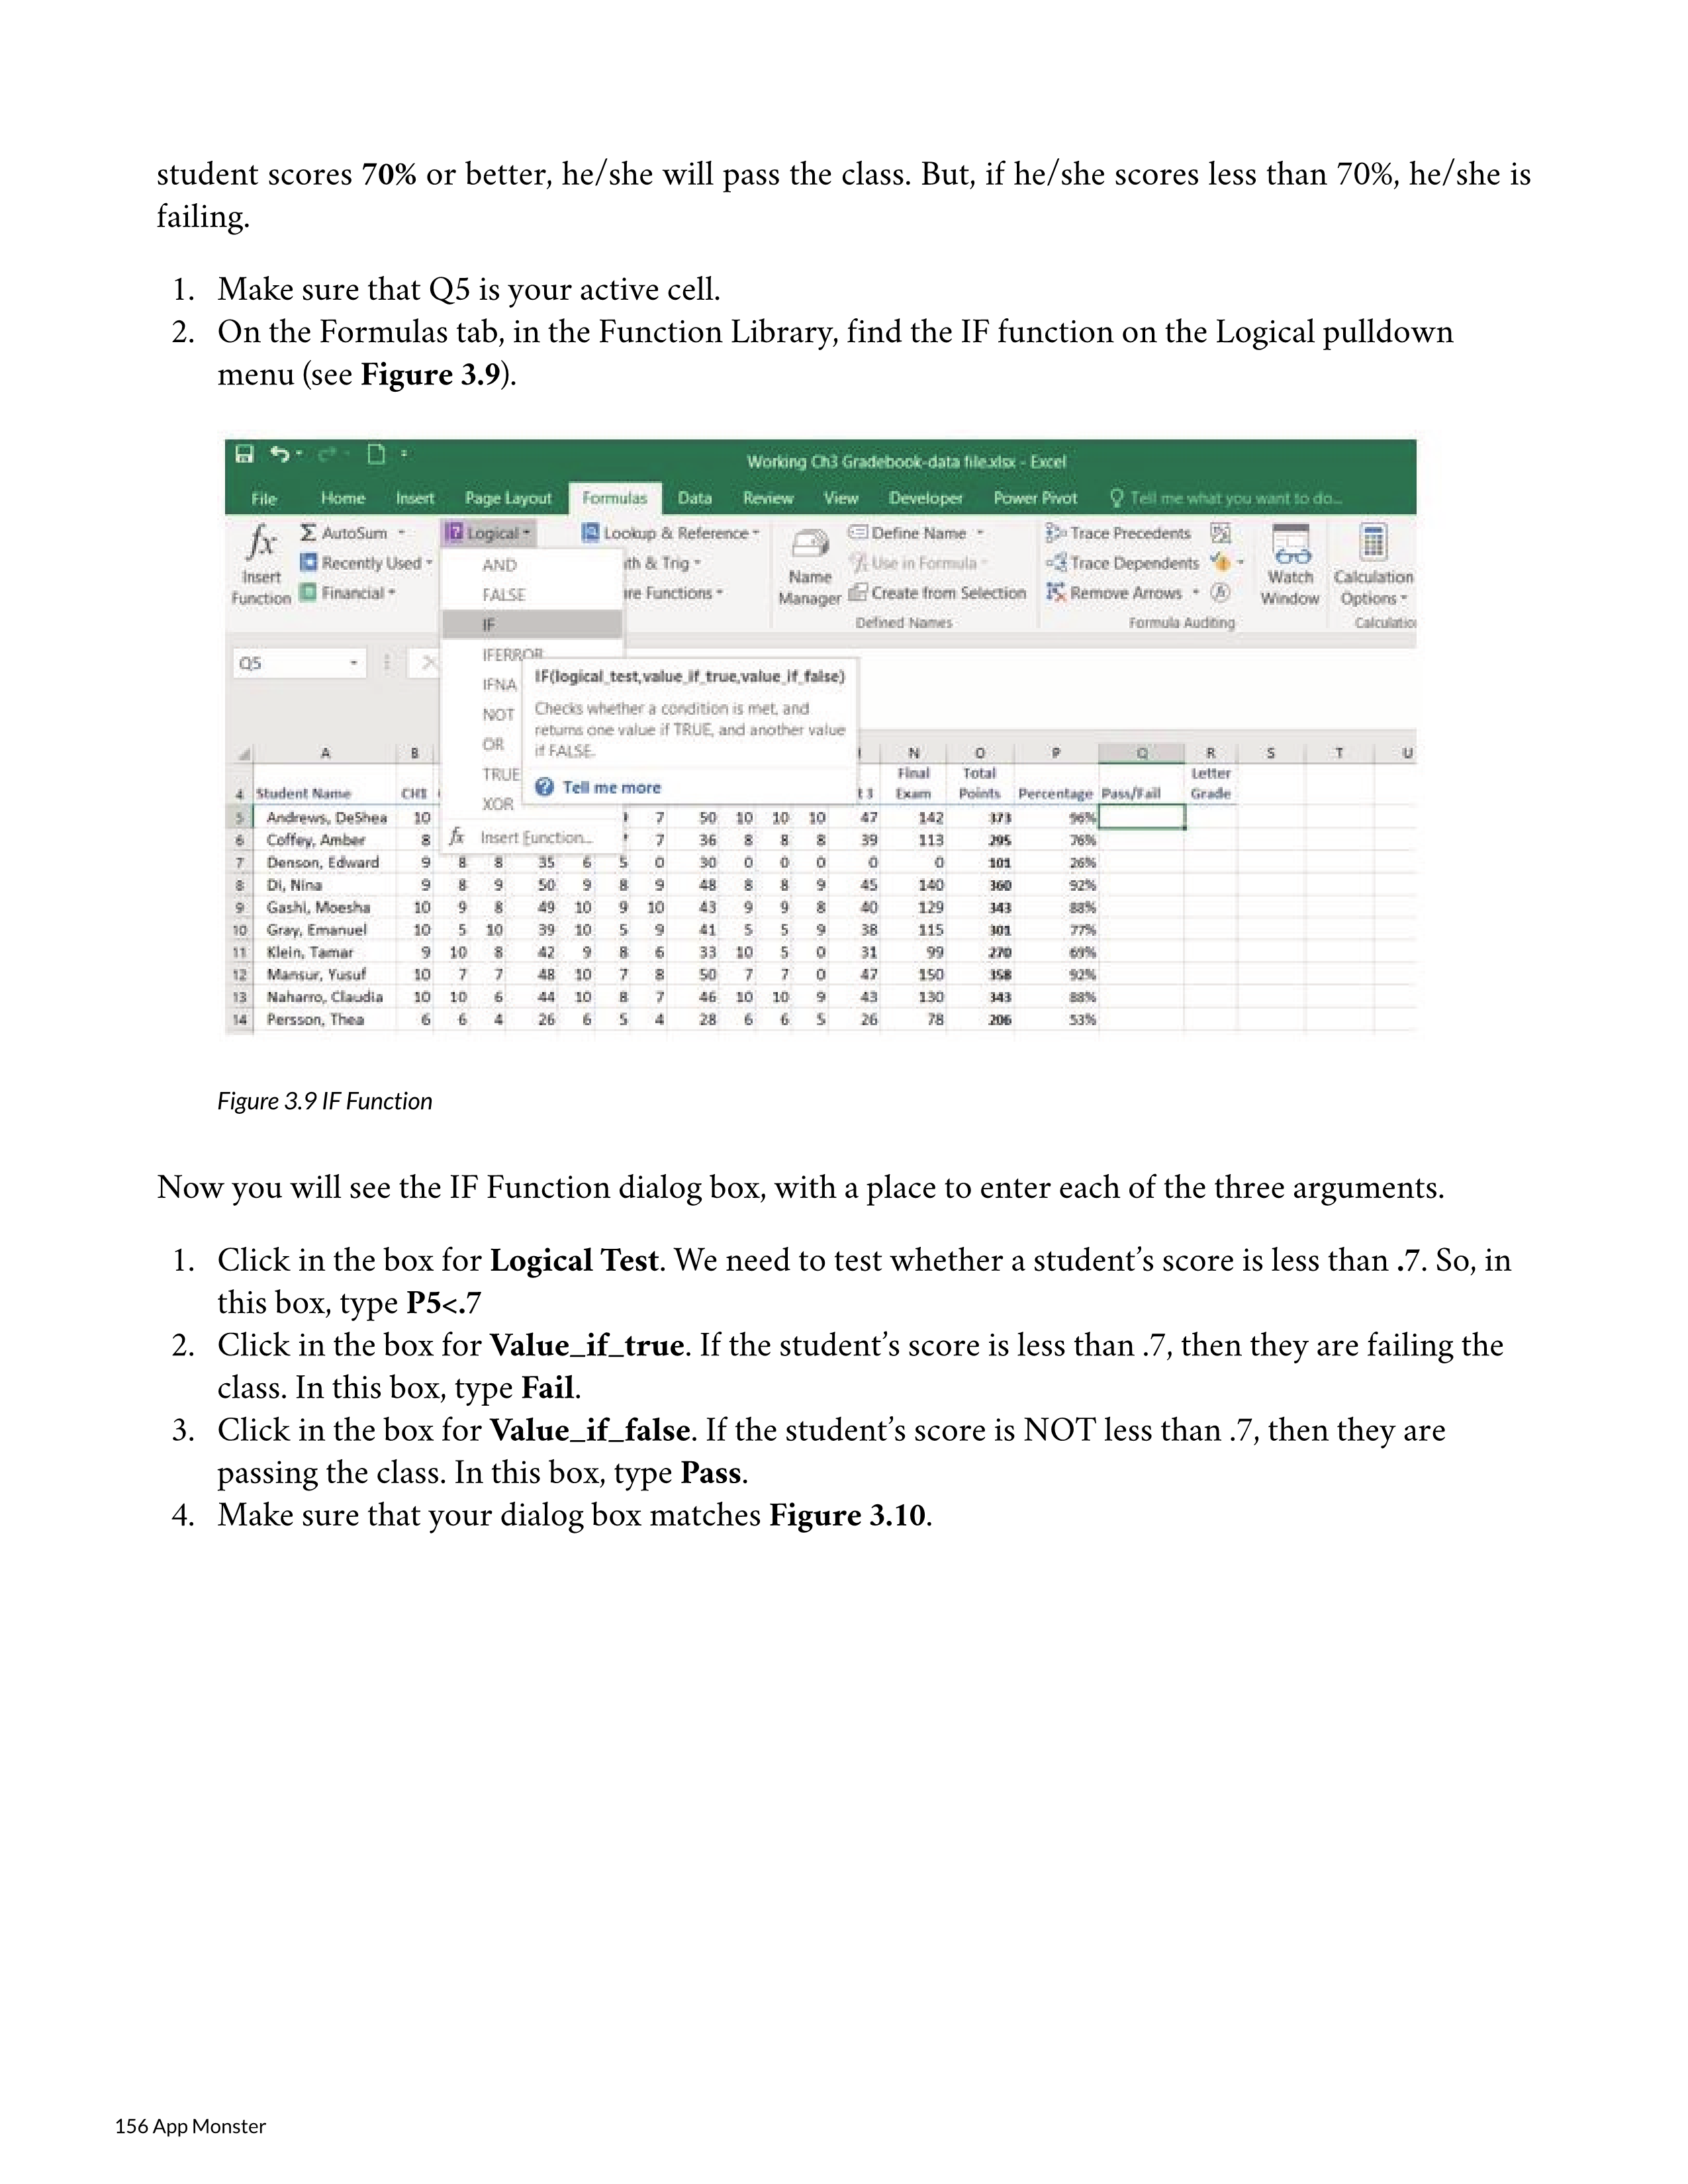 student scores 70% or better, he/she will pass the class. But, if he/she scores less than 70%, he/she is
failing.
1. Make sure that Q5 is your active cell.
2. On the Formulas tab, in the Function Library, find the IF function on the Logical pulldown
menu (see Figure 3.9).
Working Ch3 Gradebook-data file.xlsx - Excel
File Home Insert Page Layout Formulas Data Review View Developer Power Pivot Tell me what you want to do...
fx Σ AutoSum Logical Lookup & Reference Define Name Trace Precedents
Recently Used AND th & Trig Use in Formula Trace Dependents
Insert Name Watch Calculation
Function Financial FALSE re Functions Manager Create from Selection Remove Arrows Window Options
IF Defined Names Formula Auditing Calculatio
Q5 IFERROR
IFNA IF(logical_test,value_if_true,value_if_false)
NOT Checks whether a condition is met, and
returns one value if TRUE, and another value
OR if FALSE.
TRUE Tell me more
XOR
fx Insert Function...
A B N O P Q R S T U
Final Total Letter
4 Student Name CH1 t 3 Exam Points Percentage Pass/Fail Grade
5 Andrews, DeShea 10 7 50 10 10 10 47 142 373 96%
6 Coffey, Amber 8 7 36 8 8 8 39 113 295 76%
7 Denson, Edward 9 8 8 35 6 5 0 30 0 0 0 0 0 101 26%
8 Di, Nina 9 8 9 50 9 8 9 48 8 8 9 45 140 360 92%
9 Gashi, Moesha 10 9 8 49 10 9 10 43 9 9 8 40 129 343 88%
10 Gray, Emanuel 10 5 10 39 10 5 9 41 5 5 9 38 115 301 77%
11 Klein, Tamar 9 10 8 42 9 8 6 33 10 5 0 31 99 270 69%
12 Mansur, Yusuf 10 7 7 48 10 7 8 50 7 7 0 47 150 358 92%
13 Naharro, Claudia 10 10 6 44 10 8 7 46 10 10 9 43 130 343 88%
14 Persson, Thea 6 6 4 26 6 5 4 28 6 6 5 26 78 206 53%
Figure 3.9 IF Function
Now you will see the IF Function dialog box, with a place to enter each of the three arguments.
1. Click in the box for Logical Test. We need to test whether a student’s score is less than .7. So, in
this box, type P5<.7
2. Click in the box for Value_if_true. If the student’s score is less than .7, then they are failing the
class. In this box, type Fail.
3. Click in the box for Value_if_false. If the student’s score is NOT less than .7, then they are
passing the class. In this box, type Pass.
4. Make sure that your dialog box matches Figure 3.10.
156 App Monster